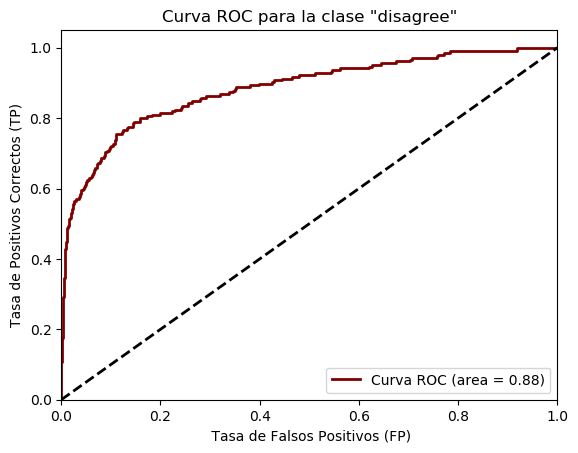 Curva ROC para la clase "disagree"
1.0
0.8
0.6
0.4
0.2
0.0
Tasa de Positivos Correctos (TP)
Curva ROC (area = 0.88)
0.0 0.2 0.4 0.6 0.8 1.0
Tasa de Falsos Positivos (FP)